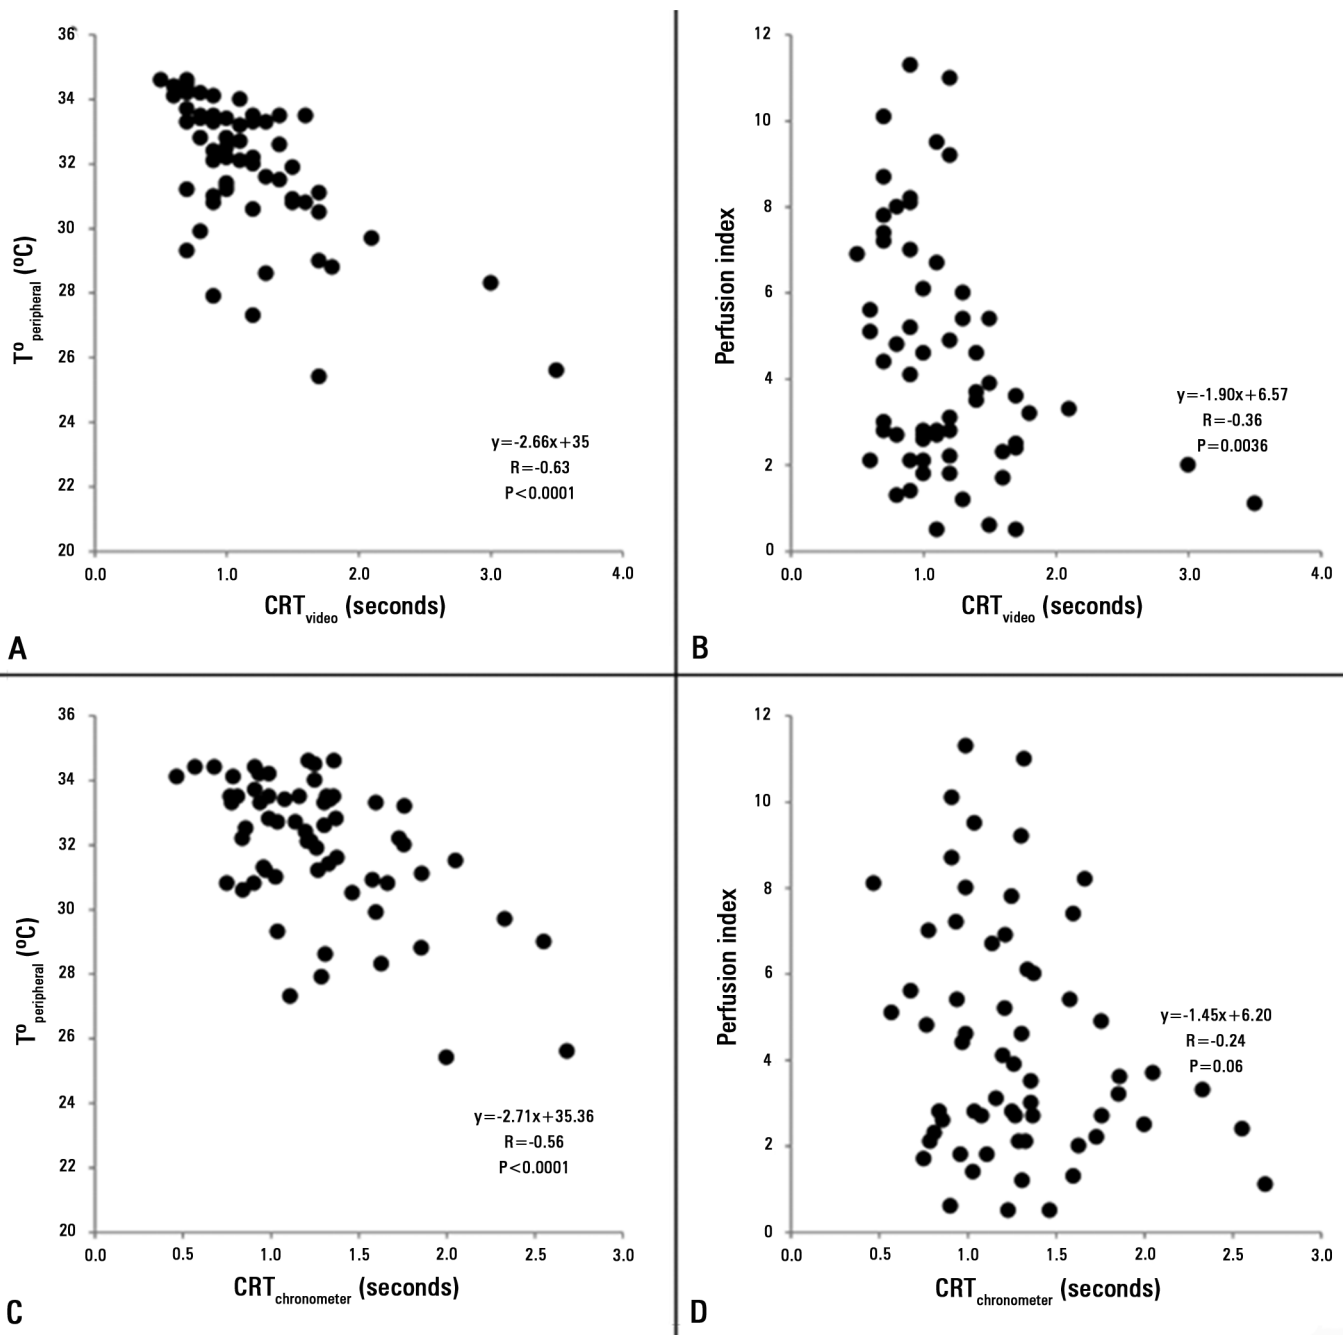 36
34
32
30
28
26
24
22
20
Tºperipheral (ºC)
0.0 1.0 2.0 3.0 4.0
CRTvideo (seconds)
y=-2.66x+35
R=-0.63
P<0.0001
A
12
10
8
6
4
2
0
Perfusion index
0.0 1.0 2.0 3.0 4.0
CRTvideo (seconds)
y=-1.90x+6.57
R=-0.36
P=0.0036
B
36
34
32
30
28
26
24
22
20
Tºperipheral (ºC)
0.0 0.5 1.0 1.5 2.0 2.5 3.0
CRTchronometer (seconds)
y=-2.71x+35.36
R=-0.56
P<0.0001
C
12
10
8
6
4
2
0
Perfusion index
0.0 0.5 1.0 1.5 2.0 2.5 3.0
CRTchronometer (seconds)
y=-1.45x+6.20
R=-0.24
P=0.06
D